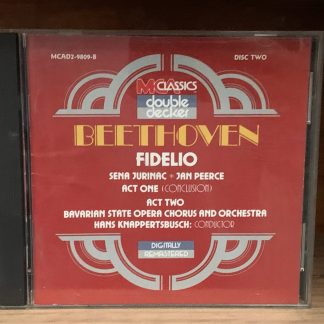 MCAD2-9809-B
DISC TWO
MCA CLASSICS
double
decker
BEETHOVEN
FIDELIO
SENA JURINAC + JAN PEERCE
ACT ONE (CONCLUSION)
ACT TWO
BAVARIAN STATE OPERA CHORUS AND ORCHESTRA
HANS KNAPPERTSBUSCH: CONDUCTOR
DIGITALLY
REMASTERED